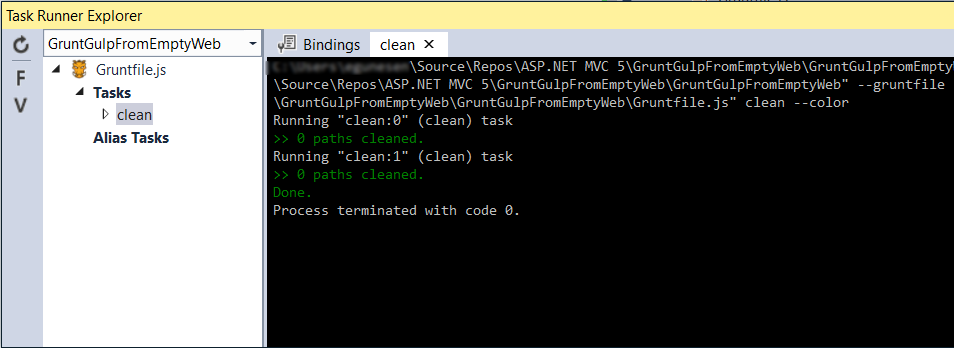 Task Runner Explorer
GruntGulpFromEmptyWeb
F
V
Gruntfile.js
Tasks
clean
Alias Tasks
Bindings clean
\Source\Repos\ASP.NET MVC 5\GruntGulpFromEmptyWeb\GruntGulpFromEmpty
\Source\Repos\ASP.NET MVC 5\GruntGulpFromEmptyWeb\GruntGulpFromEmptyWeb" --gruntfile
\GruntGulpFromEmptyWeb\GruntGulpFromEmptyWeb\Gruntfile.js" clean --color
Running "clean:0" (clean) task
>> 0 paths cleaned.
Running "clean:1" (clean) task
>> 0 paths cleaned.
Done.
Process terminated with code 0.